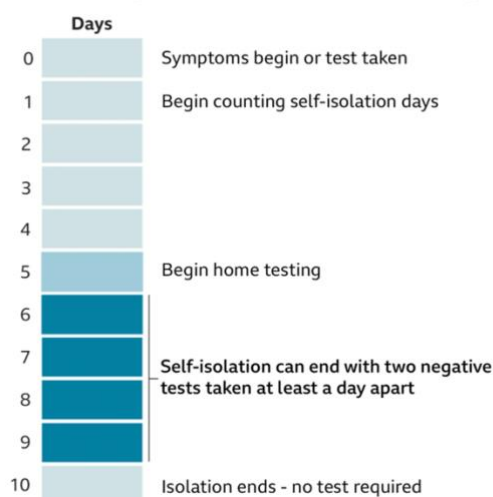 Days
0 Symptoms begin or test taken
1 Begin counting self-isolation days
2
3
4
5 Begin home testing
6
7
Self-isolation can end with two negative
tests taken at least a day apart
8
9
10 Isolation ends - no test required